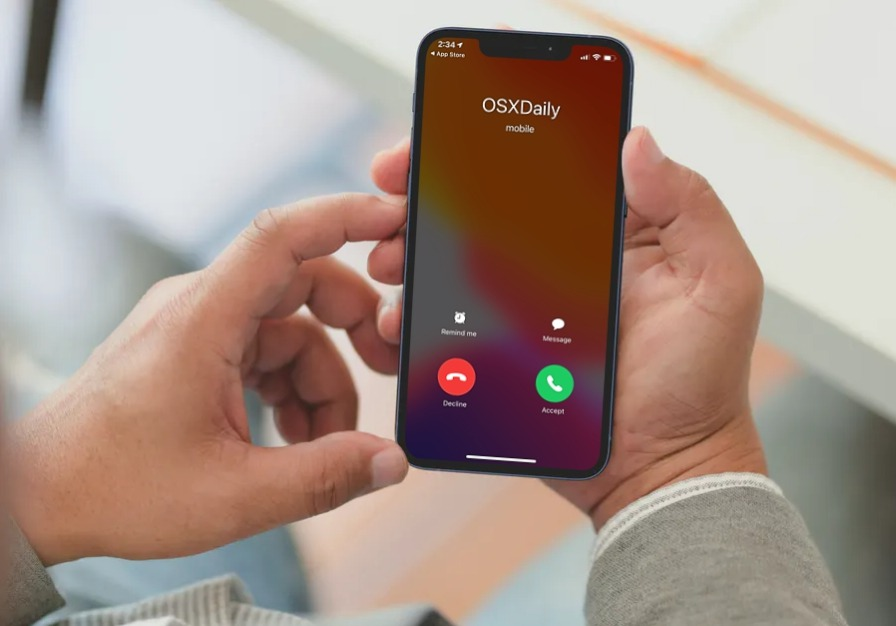 2:34
App Store
OSXDaily
mobile
Remind me
Message
Decline
Accept